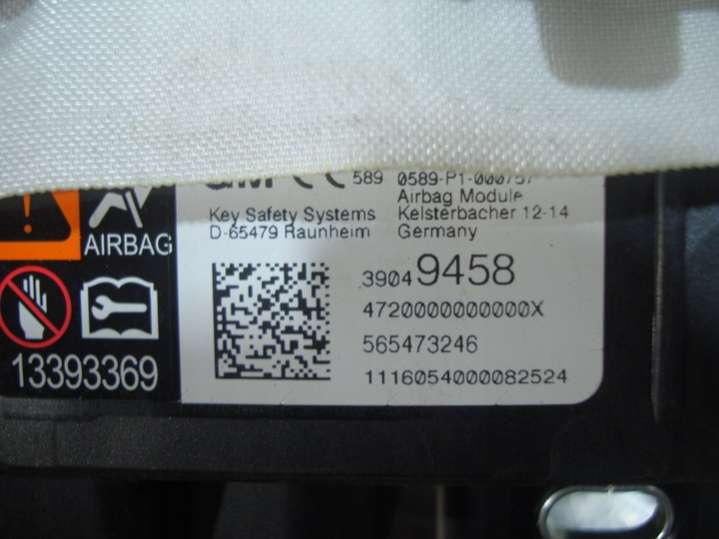 589 0589-P1-000757
Airbag Module
Key Safety Systems Kelsterbacher 12-14
D-65479 Raunheim Germany
AIRBAG
39049458
4720000000000X
565473246
13393369
1116054000082524